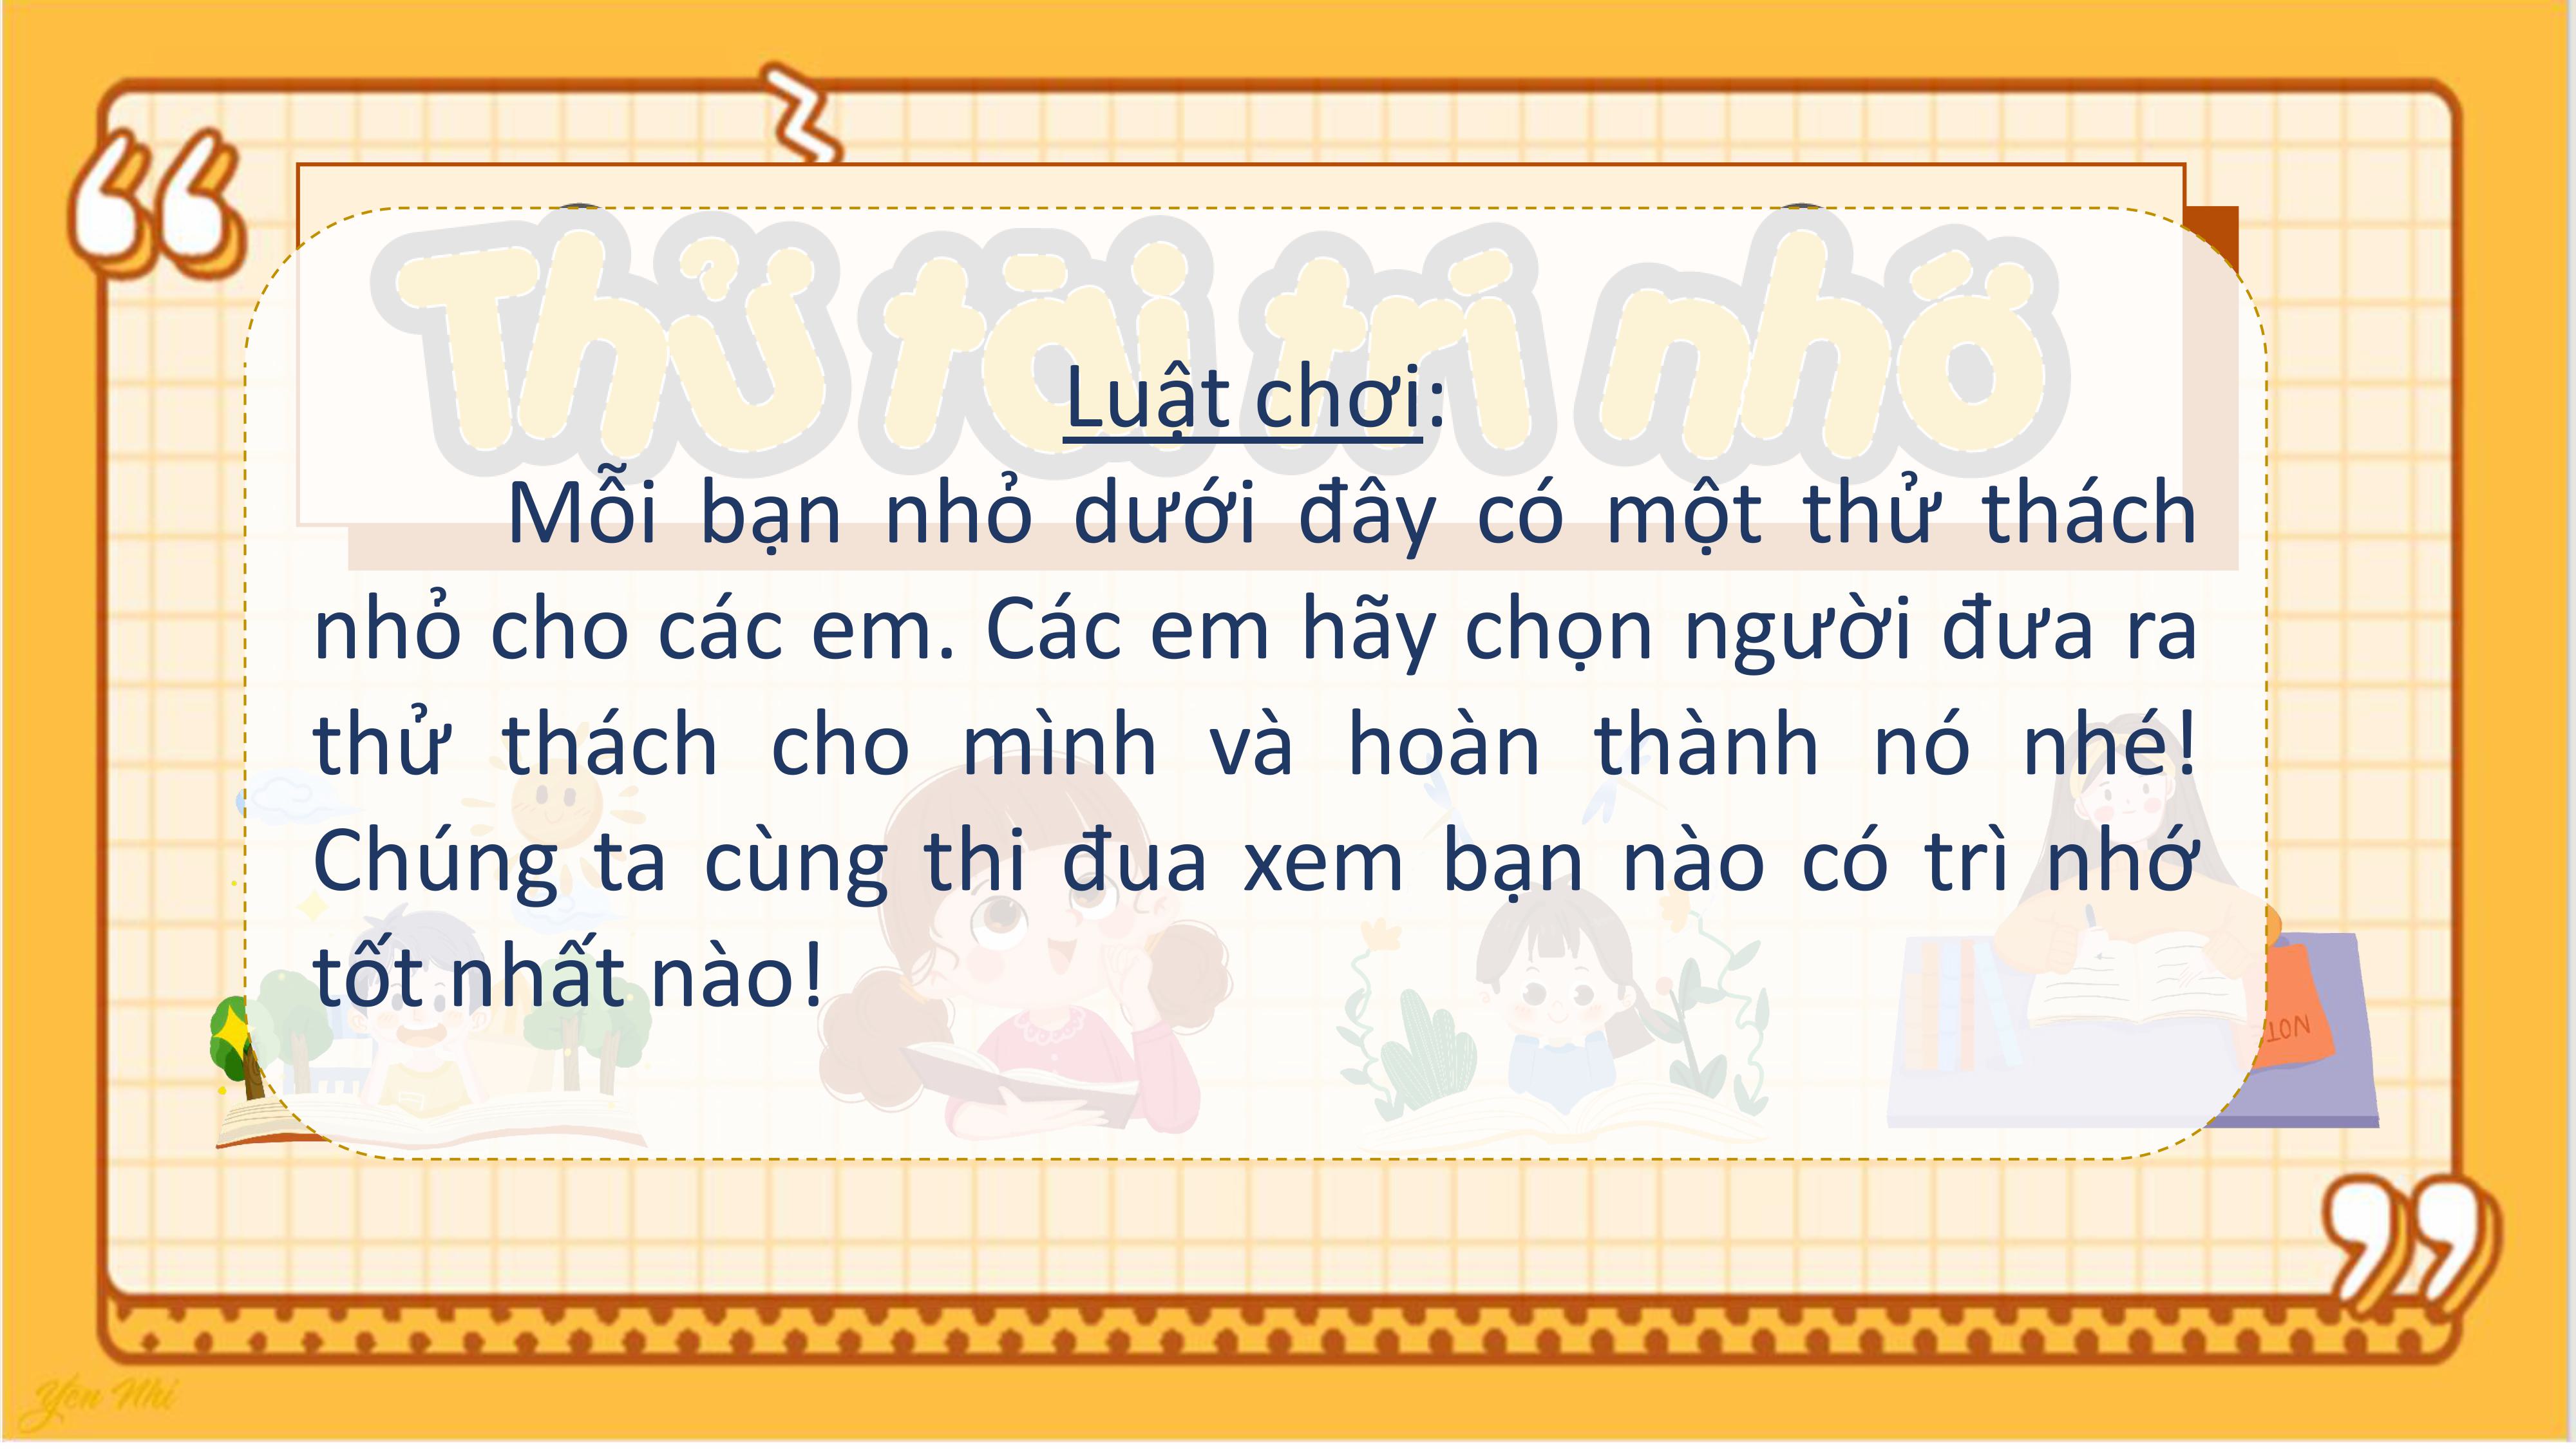 Thử tài trí nhớ
Luật chơi:
Mỗi bạn nhỏ dưới đây có một thử thách
nhỏ cho các em. Các em hãy chọn người đưa ra
thử thách cho mình và hoàn thành nó nhé!
Chúng ta cùng thi đua xem bạn nào có trì nhớ
tốt nhất nào!
Yến Nhi